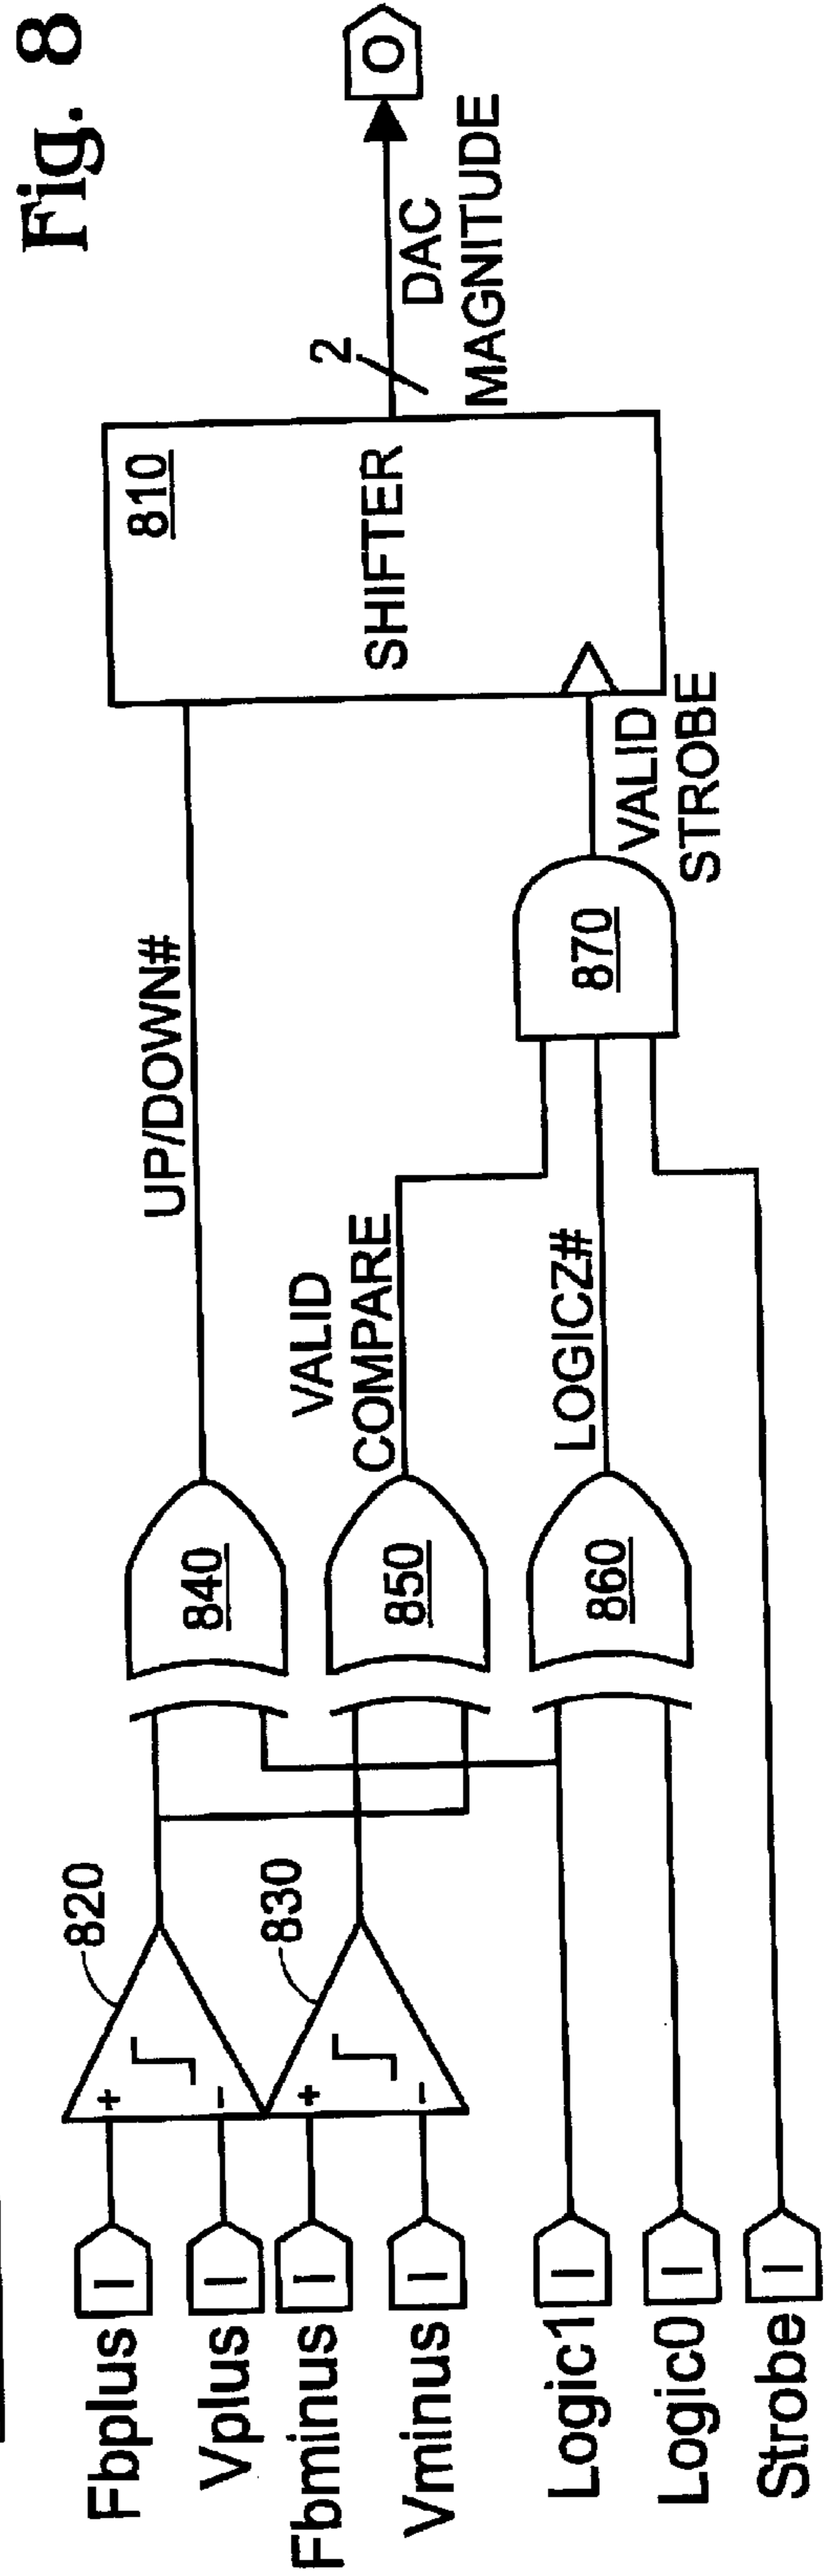 Fig. 8
Fbplus
I
Vplus
I
Fbminus
I
Vminus
I
Logic1
I
Logic0
I
Strobe
I
+
-
820
+
-
830
840
850
860
UP/DOWN#
VALID
COMPARE
LOGICZ#
870
VALID
STROBE
810
SHIFTER
2
DAC
MAGNITUDE
O